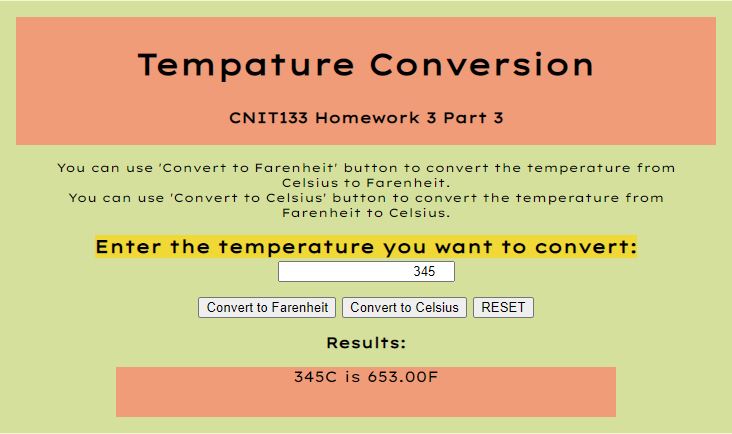 Tempature Conversion
CNIT133 Homework 3 Part 3
You can use 'Convert to Farenheit' button to convert the temperature from
Celsius to Farenheit.
You can use 'Convert to Celsius' button to convert the temperature from
Farenheit to Celsius.
Enter the temperature you want to convert:
345
Convert to Farenheit Convert to Celsius RESET
Results:
345C is 653.00F